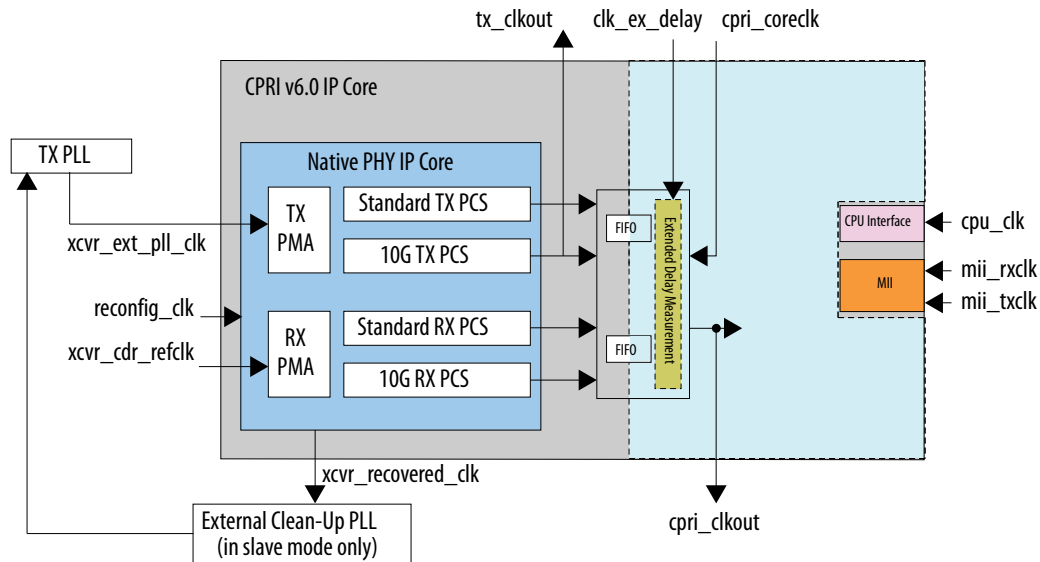 tx_clkout
clk_ex_delay
cpri_coreclk
CPRI v6.0 IP Core
TX PLL
Native PHY IP Core
TX
PMA
Standard TX PCS
10G TX PCS
FIFO
Extended Delay Measurement
CPU Interface
cpu_clk
xcvr_ext_pll_clk
MII
mii_rxclk
mii_txclk
reconfig_clk
RX
PMA
Standard RX PCS
10G RX PCS
FIFO
xcvr_cdr_refclk
xcvr_recovered_clk
External Clean-Up PLL
(in slave mode only)
cpri_clkout